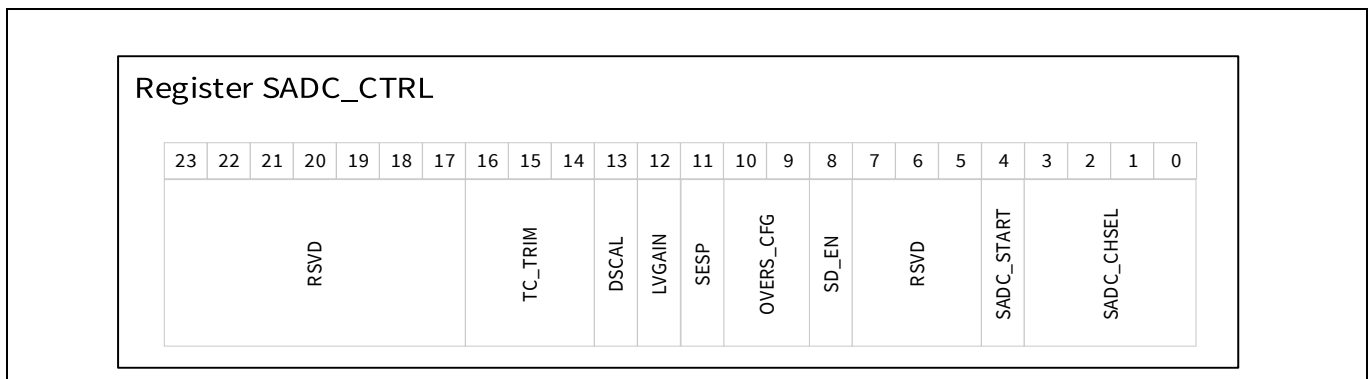 Register SADC_CTRL
23 22 21 20 19 18 17 16 15 14 13 12 11 10 9 8 7 6 5 4 3 2 1 0
RSVD TC_TRIM DSCAL LVGAIN SESP OVERS_CFG SD_EN RSVD SADC_START SADC_CHSEL